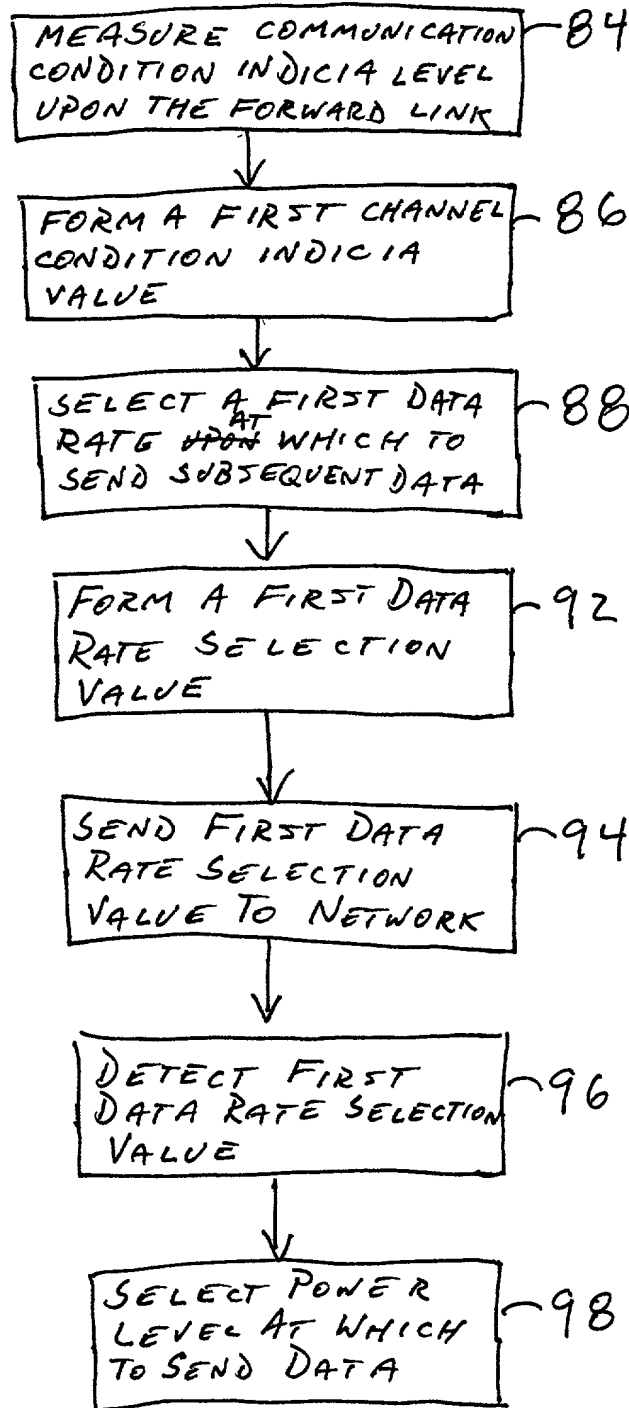 MEASURE COMMUNICATION 84
CONDITION INDICIA LEVEL
UPON THE FORWARD LINK
FORM A FIRST CHANNEL 86
CONDITION INDICIA
VALUE
SELECT A FIRST DATA 88
AT
RATE UPON WHICH TO
SEND SUBSEQUENT DATA
FORM A FIRST DATA 92
RATE SELECTION
VALUE
SEND FIRST DATA 94
RATE SELECTION
VALUE TO NETWORK
DETECT FIRST 96
DATA RATE SELECTION
VALUE
SELECT POWER 98
LEVEL AT WHICH
TO SEND DATA